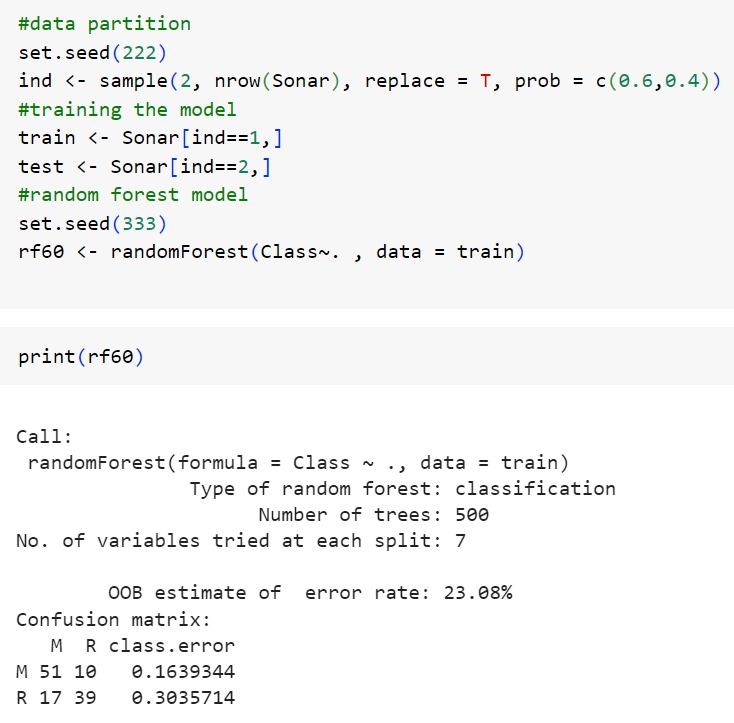 #data partition
set.seed(222)
ind <- sample(2, nrow(Sonar), replace = T, prob = c(0.6,0.4))
#training the model
train <- Sonar[ind==1,]
test <- Sonar[ind==2,]
#random forest model
set.seed(333)
rf60 <- randomForest(Class~. , data = train)
print(rf60)
Call:
 randomForest(formula = Class ~ ., data = train)
               Type of random forest: classification
                     Number of trees: 500
No. of variables tried at each split: 7
        OOB estimate of  error rate: 23.08%
Confusion matrix:
   M  R class.error
M 51 10   0.1639344
R 17 39   0.3035714